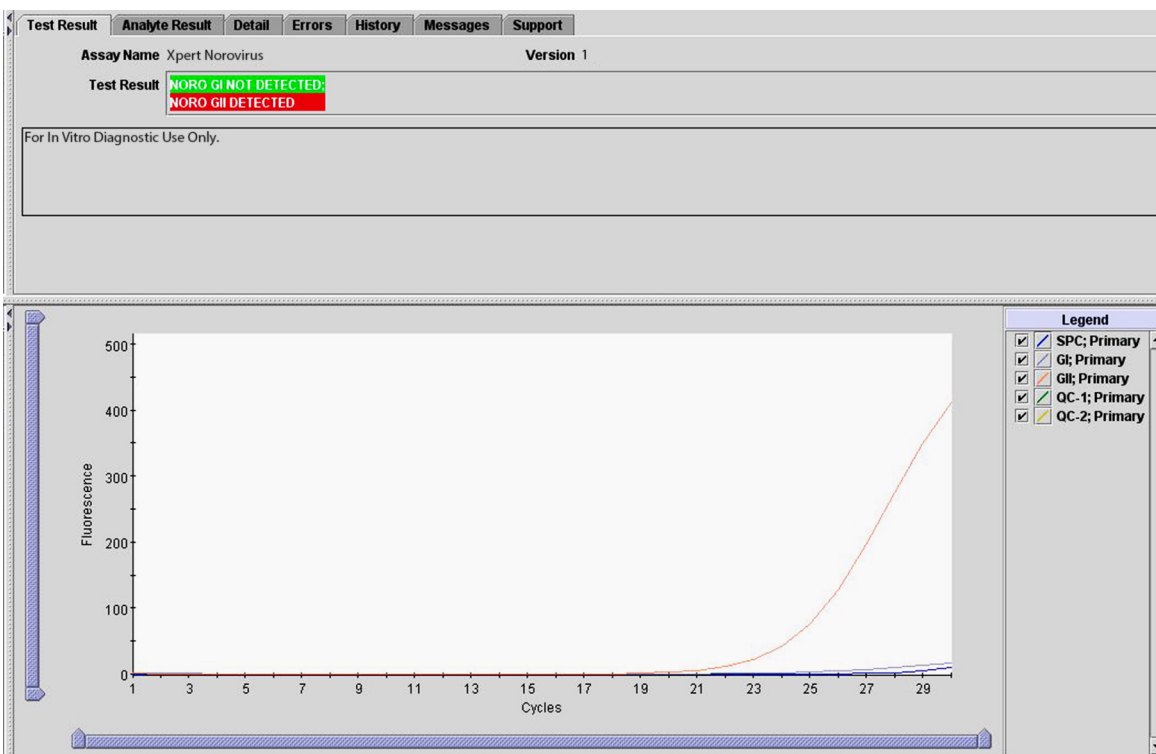 Test Result Analyte Result Detail Errors History Messages Support
Assay Name Xpert Norovirus Version 1
Test Result NORO GI NOT DETECTED;
NORO GII DETECTED
For In Vitro Diagnostic Use Only.
Legend
SPC; Primary
GI; Primary
GII; Primary
QC-1; Primary
QC-2; Primary
Fluorescence
500
400
300
200
100
0
1 3 5 7 9 11 13 15 17 19 21 23 25 27 29
Cycles